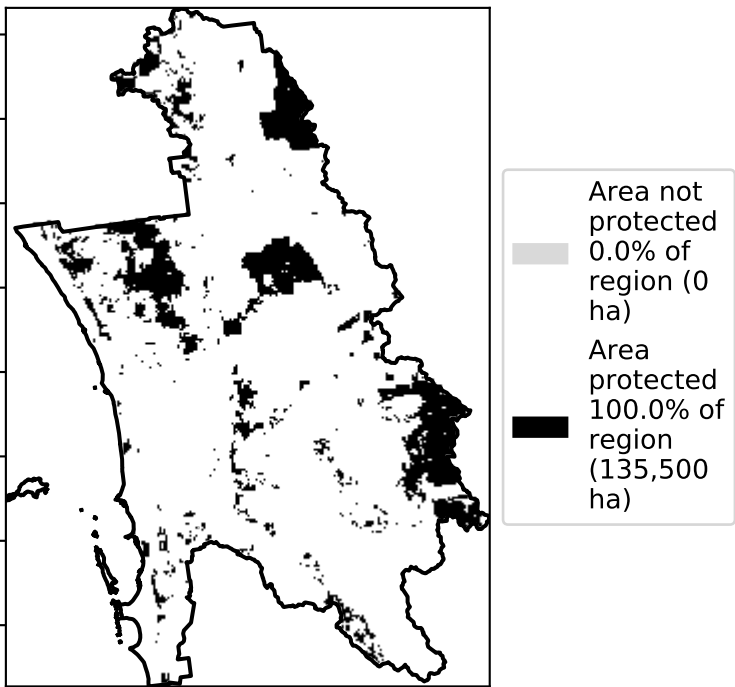 Area not
protected
0.0% of
region (0
ha)
Area
protected
100.0% of
region
(135,500
ha)